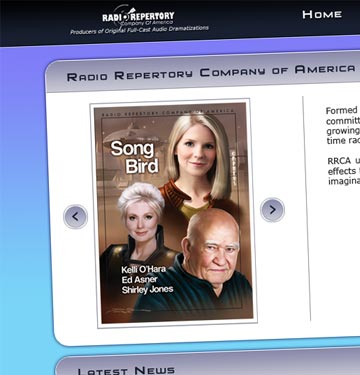 RADIO REPERTORY
Company Of America
Producers of Original Full-Cast Audio Dramatizations
Home
Radio Repertory Company of America
RADIO REPERTORY COMPANY OF AMERICA
Song
Bird
Kelli O'Hara
Ed Asner
Shirley Jones
Formed
committ
growing
time rad
RRCA u
effects
imagina
Latest News